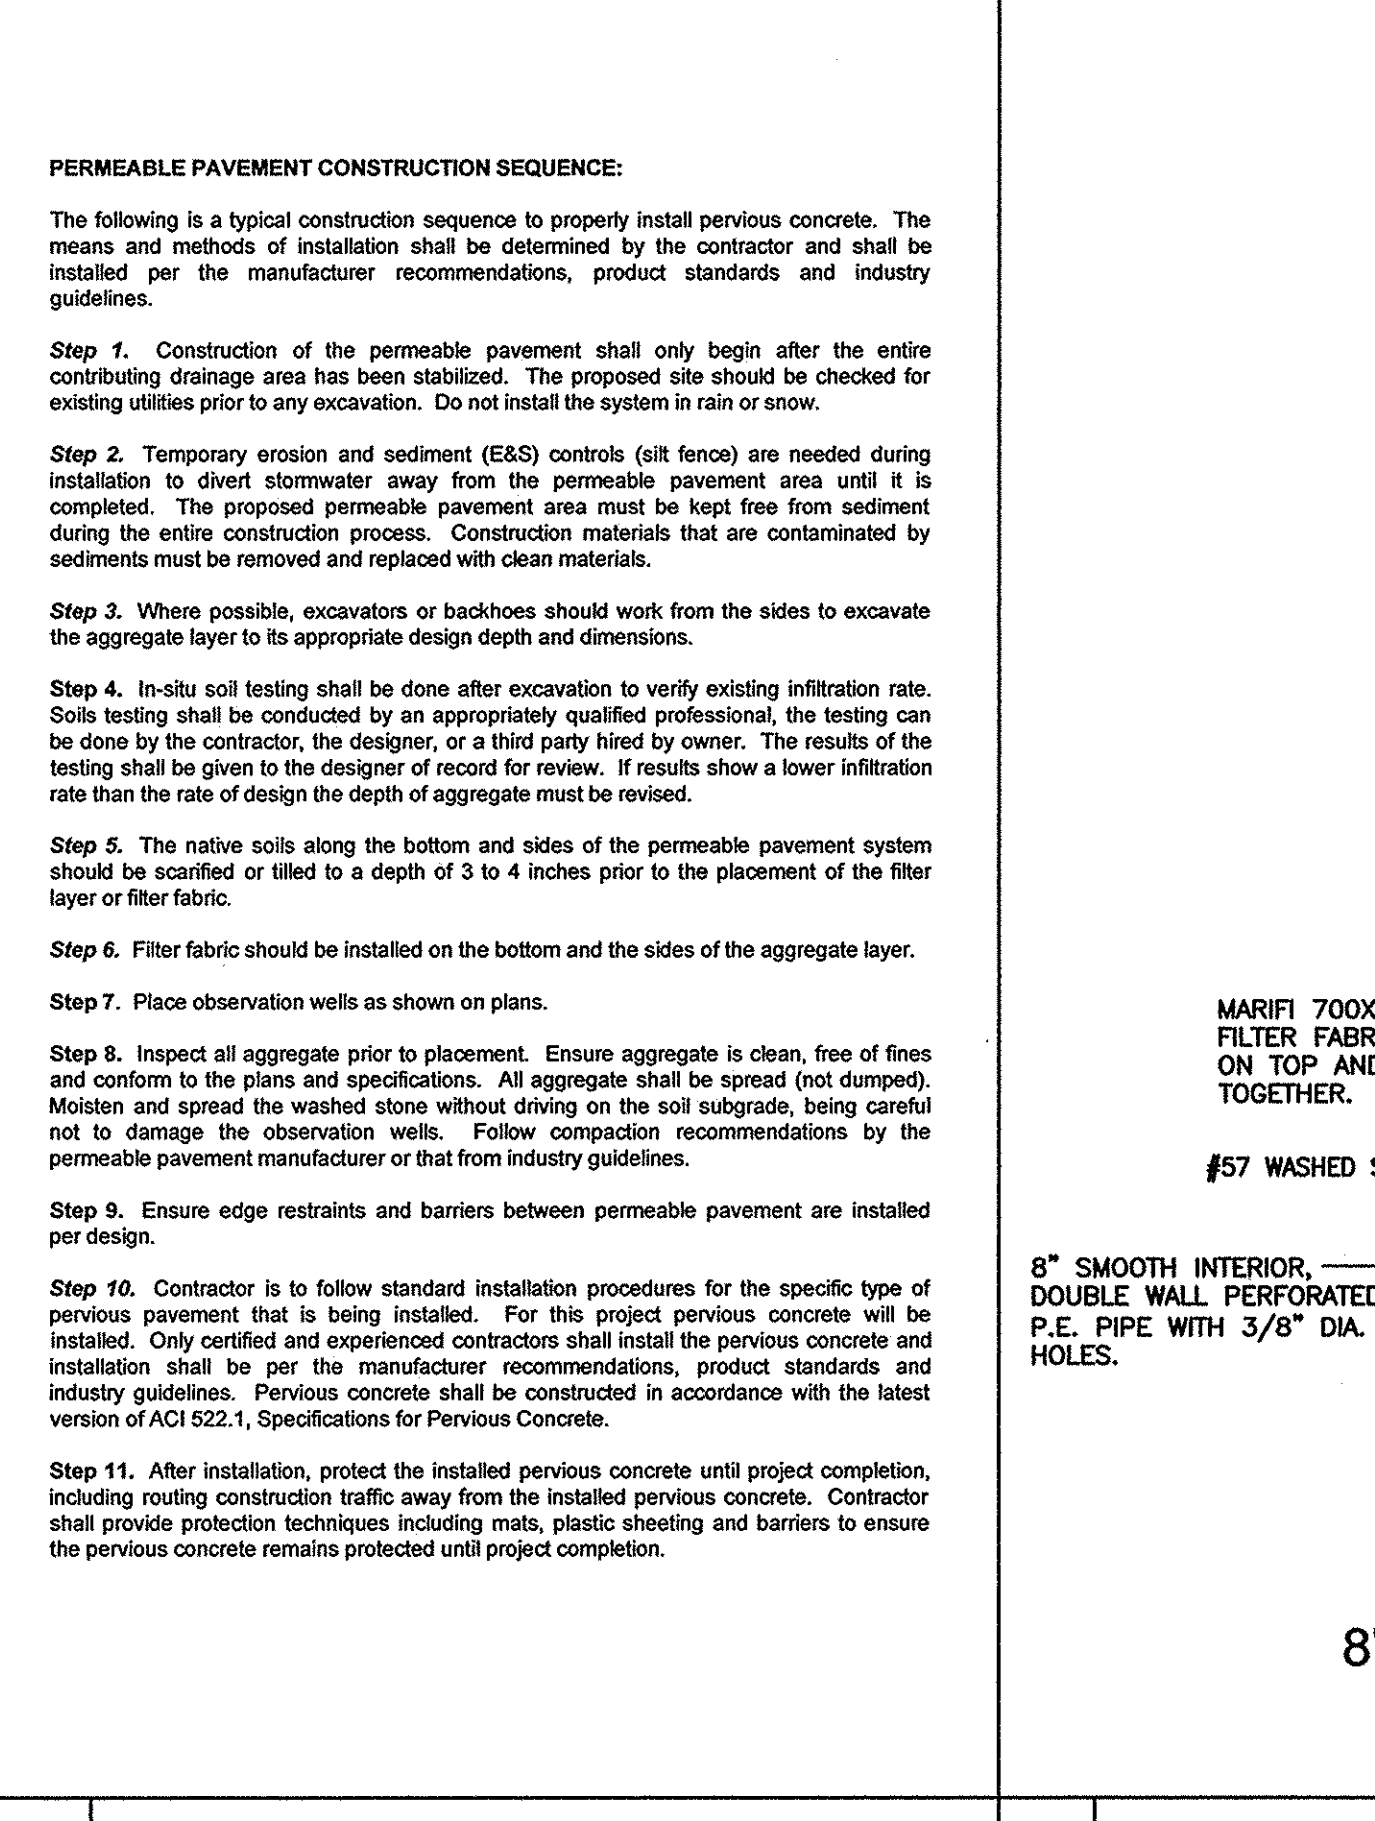 PERMEABLE PAVEMENT CONSTRUCTION SEQUENCE:
The following is a typical construction sequence to properly install pervious concrete. The
means and methods of installation shall be determined by the contractor and shall be
installed per the manufacturer recommendations, product standards and industry
guidelines.
Step 1. Construction of the permeable pavement shall only begin after the entire
contributing drainage area has been stabilized. The proposed site should be checked for
existing utilities prior to any excavation. Do not install the system in rain or snow.
Step 2. Temporary erosion and sediment (E&S) controls (silt fence) are needed during
installation to divert stormwater away from the permeable pavement area until it is
completed. The proposed permeable pavement area must be kept free from sediment
during the entire construction process. Construction materials that are contaminated by
sediments must be removed and replaced with clean materials.
Step 3. Where possible, excavators or backhoes should work from the sides to excavate
the aggregate layer to its appropriate design depth and dimensions.
Step 4. In-situ soil testing shall be done after excavation to verify existing infiltration rate.
Soils testing shall be conducted by an appropriately qualified professional, the testing can
be done by the contractor, the designer, or a third party hired by owner. The results of the
testing shall be given to the designer of record for review. If results show a lower infiltration
rate than the rate of design the depth of aggregate must be revised.
Step 5. The native soils along the bottom and sides of the permeable pavement system
should be scarified or tilled to a depth of 3 to 4 inches prior to the placement of the filter
layer or filter fabric.
Step 6. Filter fabric should be installed on the bottom and the sides of the aggregate layer.
Step 7. Place observation wells as shown on plans.
Step 8. Inspect all aggregate prior to placement. Ensure aggregate is clean, free of fines
and conform to the plans and specifications. All aggregate shall be spread (not dumped).
Moisten and spread the washed stone without driving on the soil subgrade, being careful
not to damage the observation wells. Follow compaction recommendations by the
permeable pavement manufacturer or that from industry guidelines.
Step 9. Ensure edge restraints and barriers between permeable pavement are installed
per design.
Step 10. Contractor is to follow standard installation procedures for the specific type of
pervious pavement that is being installed. For this project pervious concrete will be
installed. Only certified and experienced contractors shall install the pervious concrete and
installation shall be per the manufacturer recommendations, product standards and
industry guidelines. Pervious concrete shall be constructed in accordance with the latest
version of ACI 522.1, Specifications for Pervious Concrete.
Step 11. After installation, protect the installed pervious concrete until project completion,
including routing construction traffic away from the installed pervious concrete. Contractor
shall provide protection techniques including mats, plastic sheeting and barriers to ensure
the pervious concrete remains protected until project completion.
MARIFI 700X
FILTER FABR
ON TOP AND
TOGETHER.
#57 WASHED
8" SMOOTH INTERIOR,
DOUBLE WALL PERFORATED
P.E. PIPE WITH 3/8" DIA.
HOLES.
8"